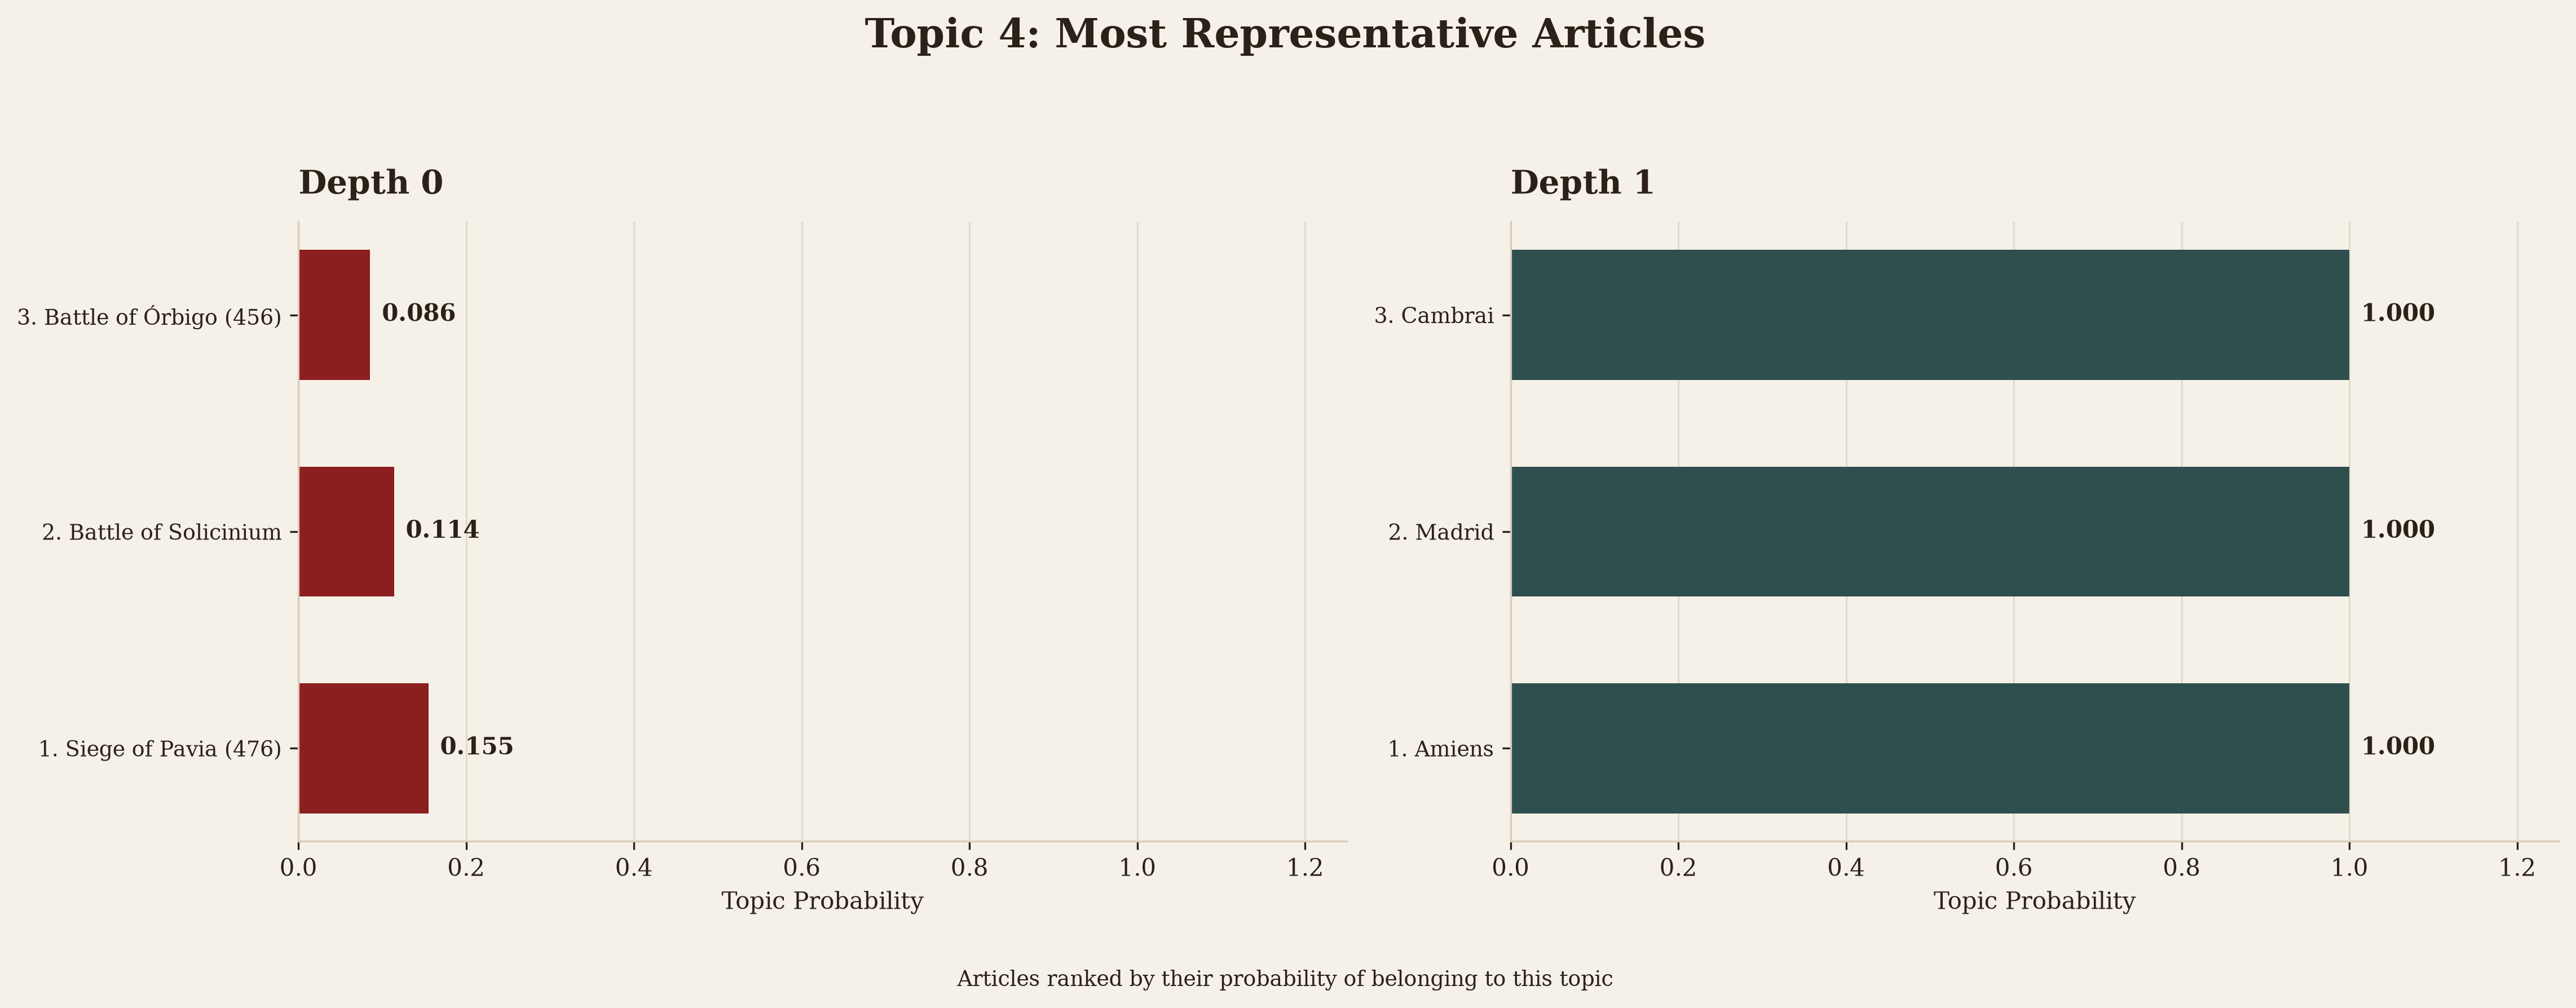 Topic 4: Most Representative Articles
Depth 0
3. Battle of Órbigo (456)
0.086
2. Battle of Solicinium
0.114
1. Siege of Pavia (476)
0.155
0.0 0.2 0.4 0.6 0.8 1.0 1.2
Topic Probability
Depth 1
3. Cambrai
1.000
2. Madrid
1.000
1. Amiens
1.000
0.0 0.2 0.4 0.6 0.8 1.0 1.2
Topic Probability
Articles ranked by their probability of belonging to this topic